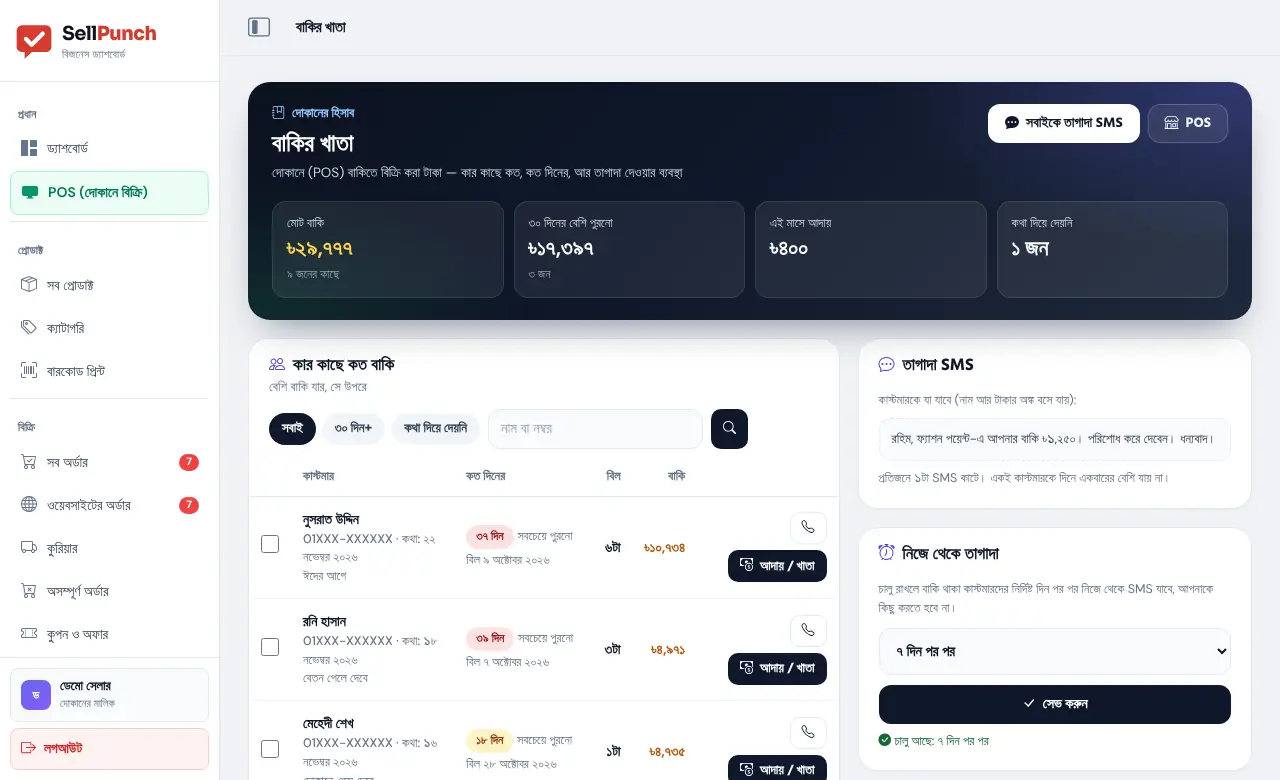 SellPunch
বিজনেস ড্যাশবোর্ড
প্রধান
ড্যাশবোর্ড
POS (দোকানে বিক্রি)
প্রোডাক্ট
সব প্রোডাক্ট
ক্যাটাগরি
বারকোড প্রিন্ট
বিক্রি
সব অর্ডার 7
ওয়েবসাইটের অর্ডার 7
কুরিয়ার
অসম্পূর্ণ অর্ডার
কুপন ও অফার
ড
ডেমো সেলার
দোকানের মালিক
লগআউট
বাকির খাতা
দোকানের হিসাব
বাকির খাতা
দোকানে (POS) বাকিতে বিক্রি করা টাকা — কার কাছে কত, কত দিনের, আর তাগাদা দেওয়ার ব্যবস্থা
সবাইকে তাগাদা SMS
POS
মোট বাকি
৳২৯,৭৭৭
৯ জনের কাছে
৩০ দিনের বেশি পুরনো
৳১৭,৩৯৭
৩ জন
এই মাসে আদায়
৳৪০০
কথা দিয়ে দেয়নি
১ জন
কার কাছে কত বাকি
বেশি বাকি যার, সে উপরে
সবাই ৩০ দিন+ কথা দিয়ে দেয়নি নাম বা নম্বর
কাস্টমার কত দিনের বিল বাকি
নুসরাত উদ্দিন
01XXX-XXXXXX · কথা: ২২
নভেম্বর ২০২৬
ঈদের আগে
৩৭ দিন সবচেয়ে পুরনো
বিল ৯ অক্টোবর ২০২৬
৬টা
৳১০,৭৩৪
আদায় / খাতা
রনি হাসান
01XXX-XXXXXX · কথা: ১৮
নভেম্বর ২০২৬
বেতন পেলে দেবে
৩৯ দিন সবচেয়ে পুরনো
বিল ৭ অক্টোবর ২০২৬
৩টা
৳৪,৯৭১
আদায় / খাতা
মেহেদী শেখ
01XXX-XXXXXX · কথা: ১৬
নভেম্বর ২০২৬
১৮ দিন সবচেয়ে পুরনো
বিল ২৮ অক্টোবর ২০২৬
১টা
৳৪,৭৩৫
আদায় / খাতা
তাগাদা SMS
কাস্টমারকে যা যাবে (নাম আর টাকার অঙ্ক বসে যায়):
রহিম, ফ্যাশন পয়েন্ট-এ আপনার বাকি ৳১,২৫০। পরিশোধ করে দেবেন। ধন্যবাদ।
প্রতিজনে ১টা SMS কাটে। একই কাস্টমারকে দিনে একবারের বেশি যায় না।
নিজে থেকে তাগাদা
চালু রাখলে বাকি থাকা কাস্টমারদের নির্দিষ্ট দিন পর পর নিজে থেকে SMS যাবে, আপনাকে
কিছু করতে হবে না।
৭ দিন পর পর
সেভ করুন
চালু আছে: ৭ দিন পর পর